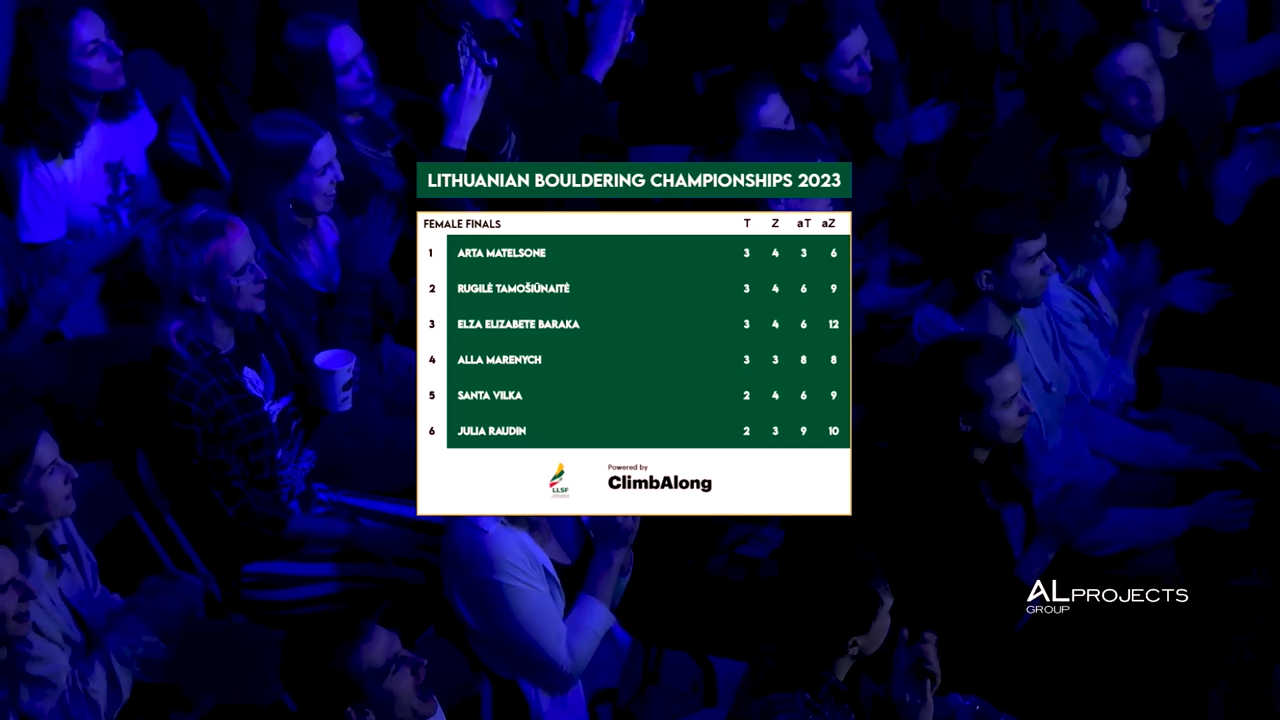 LITHUANIAN BOULDERING CHAMPIONSHIPS 2023
FEMALE FINALS T Z aT aZ
1 ARTA MATELSONE 3 4 3 6
2 RUGILĖ TAMOŠIŪNAITĖ 3 4 6 9
3 ELZA ELIZABETE BARAKA 3 4 6 12
4 ALLA MARENYCH 3 3 8 8
5 SANTA VILKA 2 4 6 9
6 JULIA RAUDIN 2 3 9 10
LLSF
Powered by
ClimbAlong
ALPROJECTS
GROUP